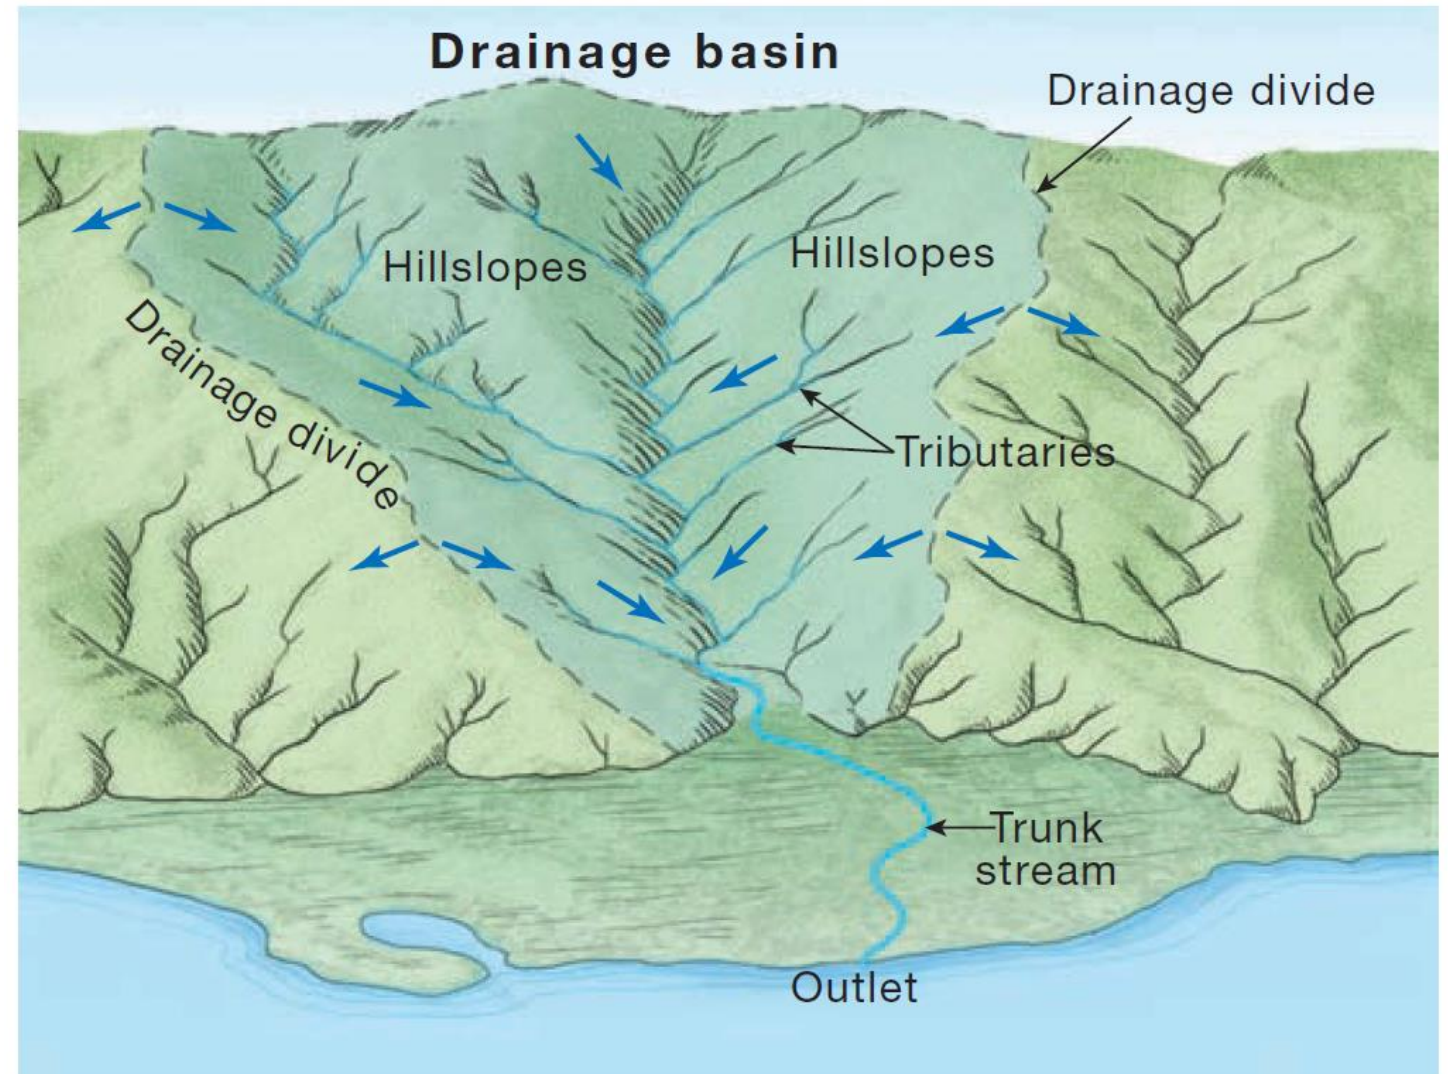 Drainage basin
Drainage divide
Hillslopes
Hillslopes
Drainage divide
Tributaries
Trunk
stream
Outlet